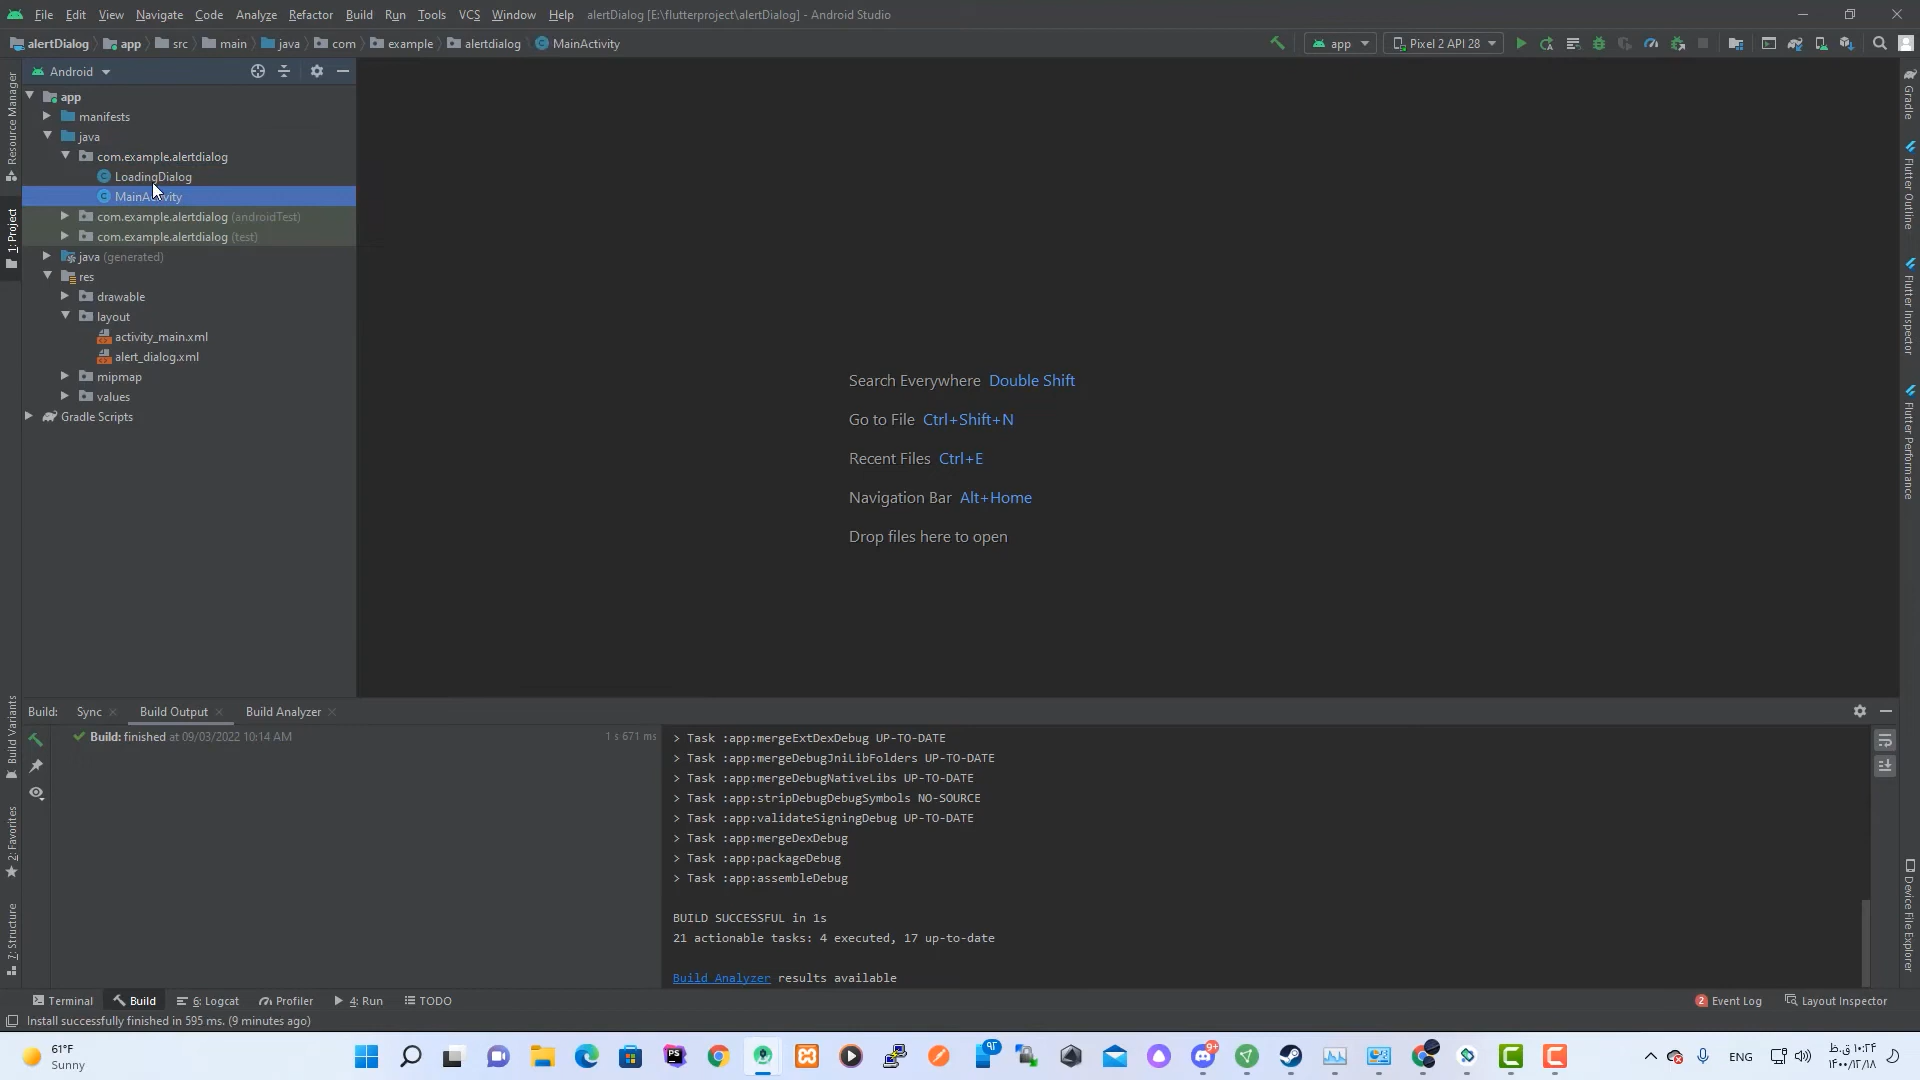 File Edit View Navigate Code Analyze Refactor Build Run Tools VCS Window Help alertDialog [E:\flutterproject\alertDialog] - Android Studio
alertDialog app src main java com example alertdialog MainActivity app Pixel 2 API 28
Android
app
manifests
java
com.example.alertdialog
LoadingDialog
MainActivity
com.example.alertdialog (androidTest)
com.example.alertdialog (test)
java (generated)
res
drawable
layout
activity_main.xml
alert_dialog.xml
mipmap
values
Gradle Scripts
Resource Manager
1: Project
Build Variants
2: Favorites
7: Structure
Search Everywhere Double Shift
Go to File Ctrl+Shift+N
Recent Files Ctrl+E
Navigation Bar Alt+Home
Drop files here to open
Gradle
Flutter Outline
Flutter Inspector
Flutter Performance
Device File Explorer
Build: Sync Build Output Build Analyzer
Build: finished at 09/03/2022 10:14 AM 1 s 671 ms
> Task :app:mergeExtDexDebug UP-TO-DATE
> Task :app:mergeDebugJniLibFolders UP-TO-DATE
> Task :app:mergeDebugNativeLibs UP-TO-DATE
> Task :app:stripDebugDebugSymbols NO-SOURCE
> Task :app:validateSigningDebug UP-TO-DATE
> Task :app:mergeDexDebug
> Task :app:packageDebug
> Task :app:assembleDebug
BUILD SUCCESSFUL in 1s
21 actionable tasks: 4 executed, 17 up-to-date
Build Analyzer results available
Terminal Build 6: Logcat Profiler 4: Run TODO 2 Event Log Layout Inspector
Install successfully finished in 595 ms. (9 minutes ago)
61°F
Sunny
PS
٩٢
9+
ENG
١٠:٢٤ ق.ظ
١٤٠٠/١٢/١٨